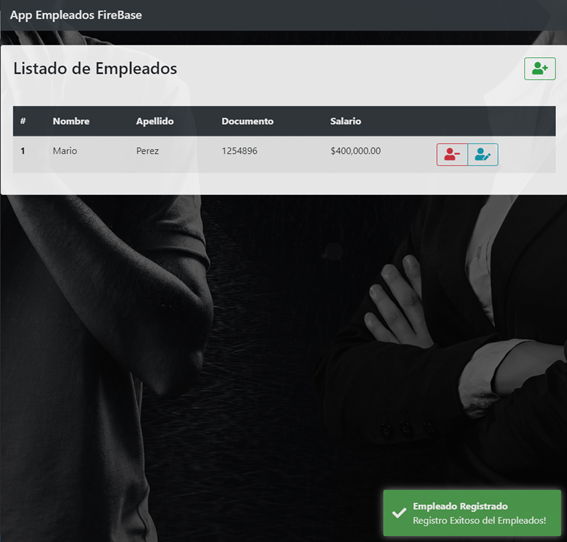 App Empleados FireBase
Listado de Empleados
# Nombre Apellido Documento Salario
1 Mario Perez 1254896 $400,000.00
Empleado Registrado
Registro Exitoso del Empleados!